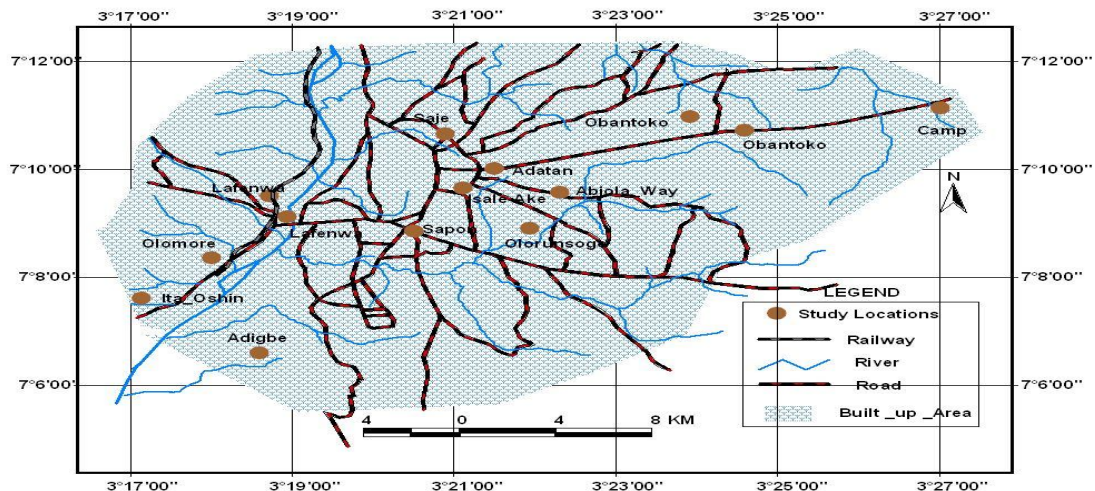 3°17'00" 3°19'00" 3°21'00" 3°23'00" 3°25'00" 3°27'00"
7°12'00" 7°12'00"
Saje
Obantoko
Camp
Obantoko
7°10'00" 7°10'00"
Adatan
N
Lafenwa
Abiola_Way
Isale Ake
Lafenwa
Sapon
Olorunsogo
Olomore
7°8'00" 7°8'00"
Ita_Oshin
LEGEND
Study Locations
Adigbe
Railway
River
7°6'00" 7°6'00"
Road
Built _up _Area
4 0 4 8 KM
3°17'00" 3°19'00" 3°21'00" 3°23'00" 3°25'00" 3°27'00"